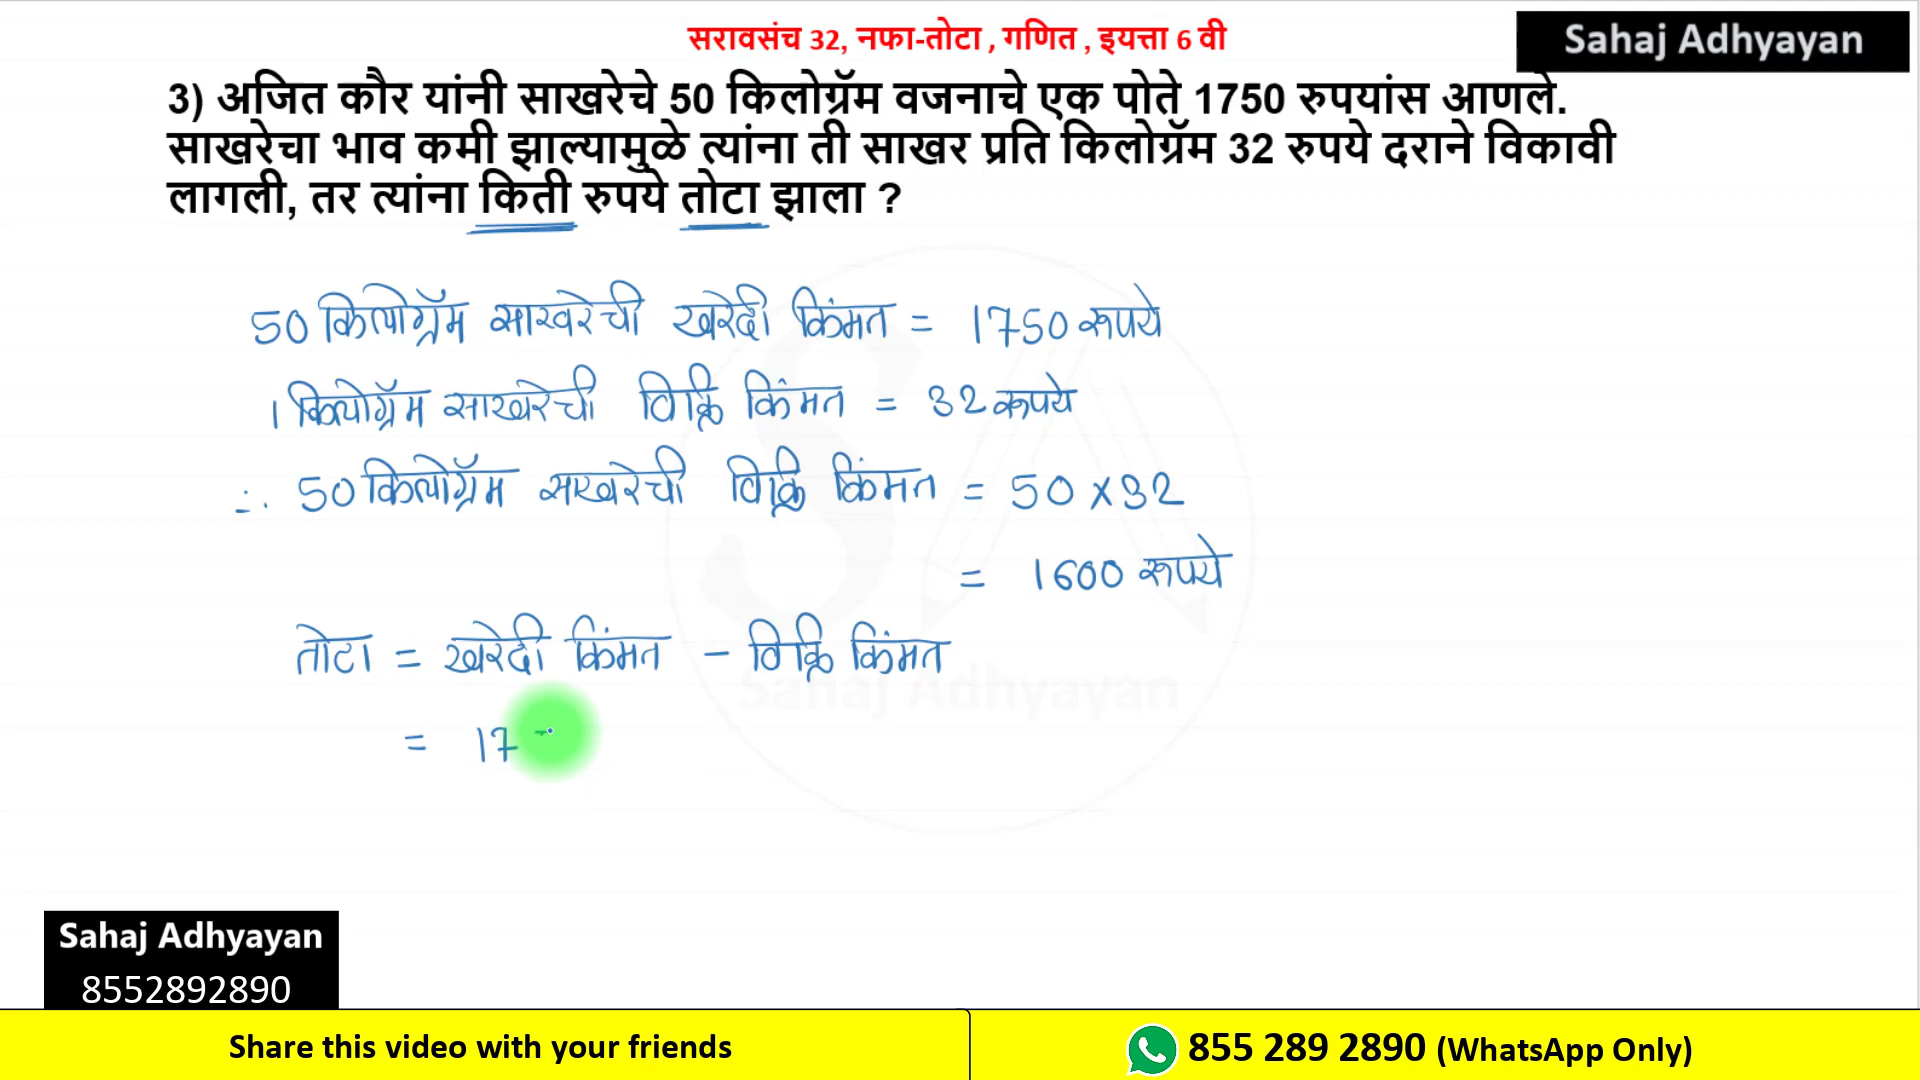 सरावसंच 32, नफा-तोटा , गणित , इयत्ता 6 वी
Sahaj Adhyayan
3) अजित कौर यांनी साखरेचे 50 किलोग्रॅम वजनाचे एक पोते 1750 रुपयांस आणले.
साखरेचा भाव कमी झाल्यामुळे त्यांना ती साखर प्रति किलोग्रॅम 32 रुपये दराने विकावी
लागली, तर त्यांना किती रुपये तोटा झाला ?
50 किलोग्रॅम साखरेची खरेदी किंमत = 1750 रूपये
1 किलोग्रॅम साखरेची विक्रि किंमत = 32 रूपये
∴ 50 किलोग्रॅम साखरेची विक्रि किंमत = 50 × 32
= 1600 रूपये
तोटा = खरेदी किंमत − विक्रि किंमत
= 17
Sahaj Adhyayan
Sahaj Adhyayan
8552892890
Share this video with your friends
855 289 2890 (WhatsApp Only)